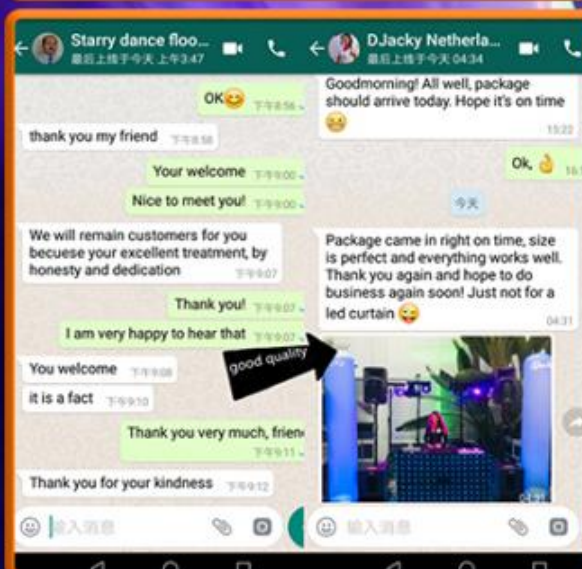 Starry dance floo...
最后上线于今天 上午3:47
OK😊 下午8:56
thank you my friend 下午8:58
Your welcome 下午9:00
Nice to meet you! 下午9:00
We will remain customers for you
becuese your excellent treatment, by
honesty and dedication 下午9:07
Thank you! 下午9:07
I am very happy to hear that 下午9:07
You welcome 下午9:08
it is a fact 下午9:10
Thank you very much, frien
下午9:11
Thank you for your kindness 下午9:12
输入消息
DJacky Netherla...
最后上线于今天 04:34
Goodmorning! All well, package
should arrive today. Hope it's on time
😁 15:22
Ok, 👌
今天
Package came in right on time, size
is perfect and everything works well.
Thank you again and hope to do
business again soon! Just not for a
led curtain 😜 04:31
good quality
04:31
输入消息